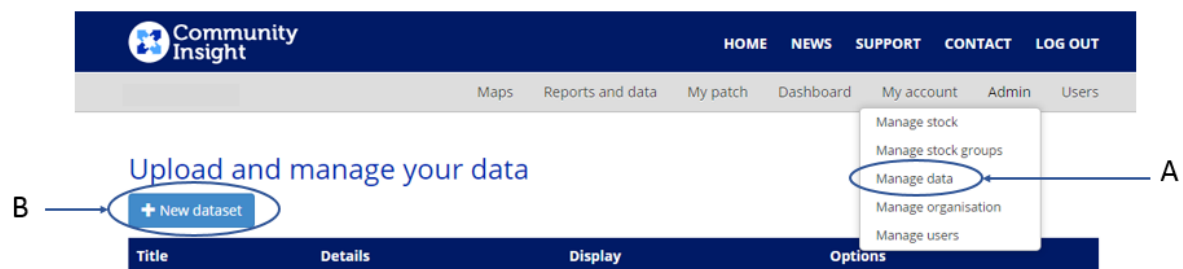 Community
Insight
HOME NEWS SUPPORT CONTACT LOG OUT
Maps Reports and data My patch Dashboard My account Admin Users
Manage stock
Manage stock groups
Upload and manage your data
Manage data
A
B
+ New dataset
Manage organisation
Manage users
Title Details Display Options